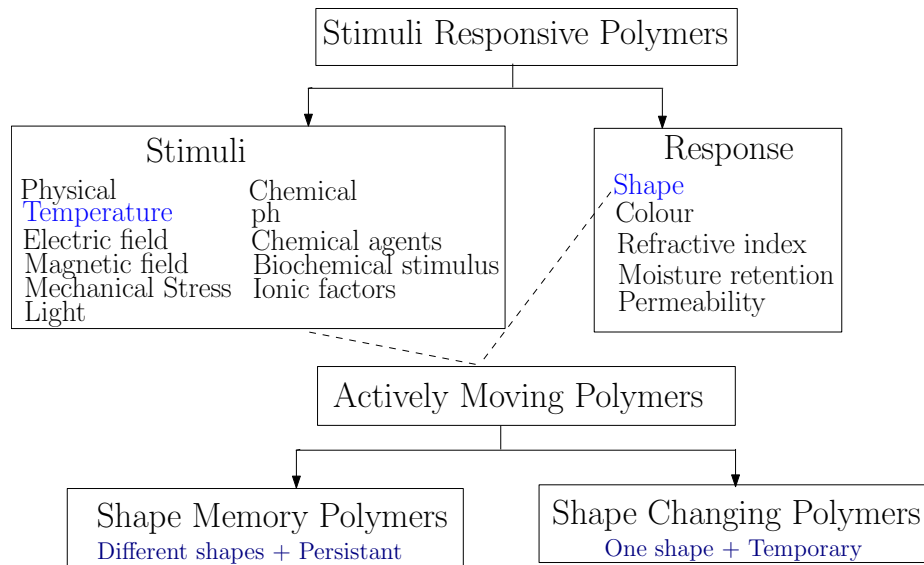 Stimuli Responsive Polymers
Stimuli
Physical
Temperature
Electric field
Magnetic field
Mechanical Stress
Light
Chemical
ph
Chemical agents
Biochemical stimulus
Ionic factors
Response
Shape
Colour
Refractive index
Moisture retention
Permeability
Actively Moving Polymers
Shape Memory Polymers
Different shapes + Persistant
Shape Changing Polymers
One shape + Temporary